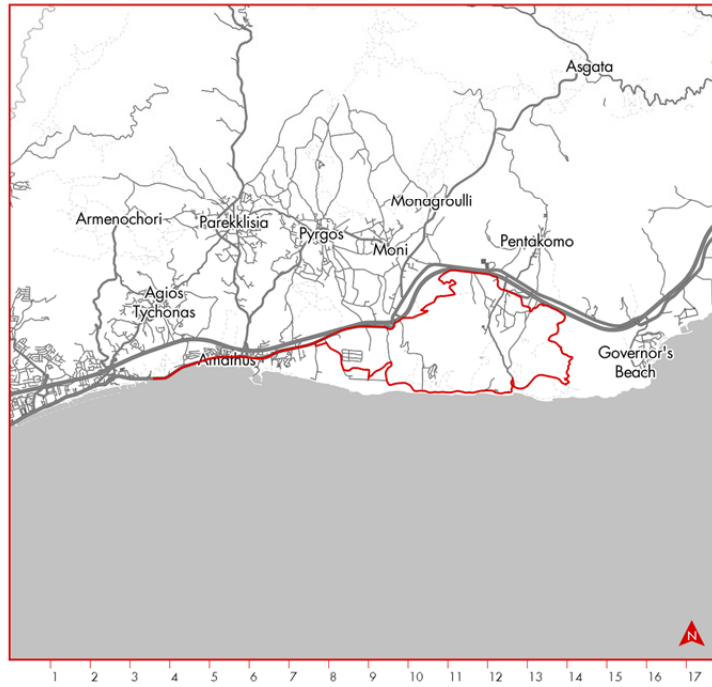 Asgata
Monagroulli
Armenochori
Parekklisia
Pyrgos
Moni
Pentakomo
Agios
Tychonas
Amathus
Governor's
Beach
N
1 2 3 4 5 6 7 8 9 10 11 12 13 14 15 16 17